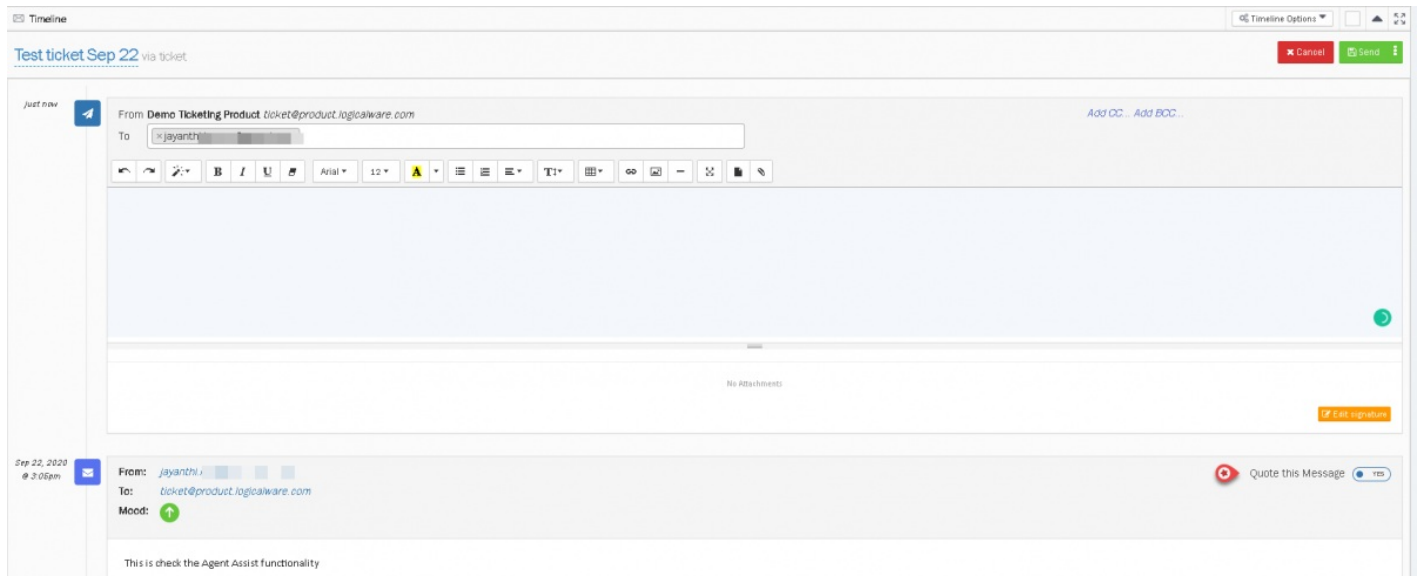 Timeline
Timeline Options
Test ticket Sep 22 via ticket
Cancel
Send
just now
From Demo Ticketing Product ticket@product.logicalware.com
Add CC... Add BCC...
To ×jayanthi
B I U Arial 12 A T
No Attachments
Edit signature
Sep 22, 2020
@ 3:05pm
From: jayanthi.
Quote this Message YES
To: ticket@product.logicalware.com
Mood:
This is check the Agent Assist functionality